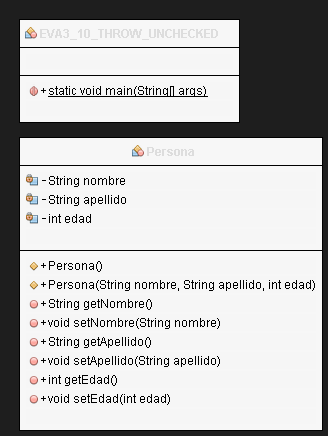 EVA3_10_THROW_UNCHECKED
+static void main(String[] args)
Persona
-String nombre
-String apellido
-int edad
+Persona()
+Persona(String nombre, String apellido, int edad)
+String getNombre()
+void setNombre(String nombre)
+String getApellido()
+void setApellido(String apellido)
+int getEdad()
+void setEdad(int edad)